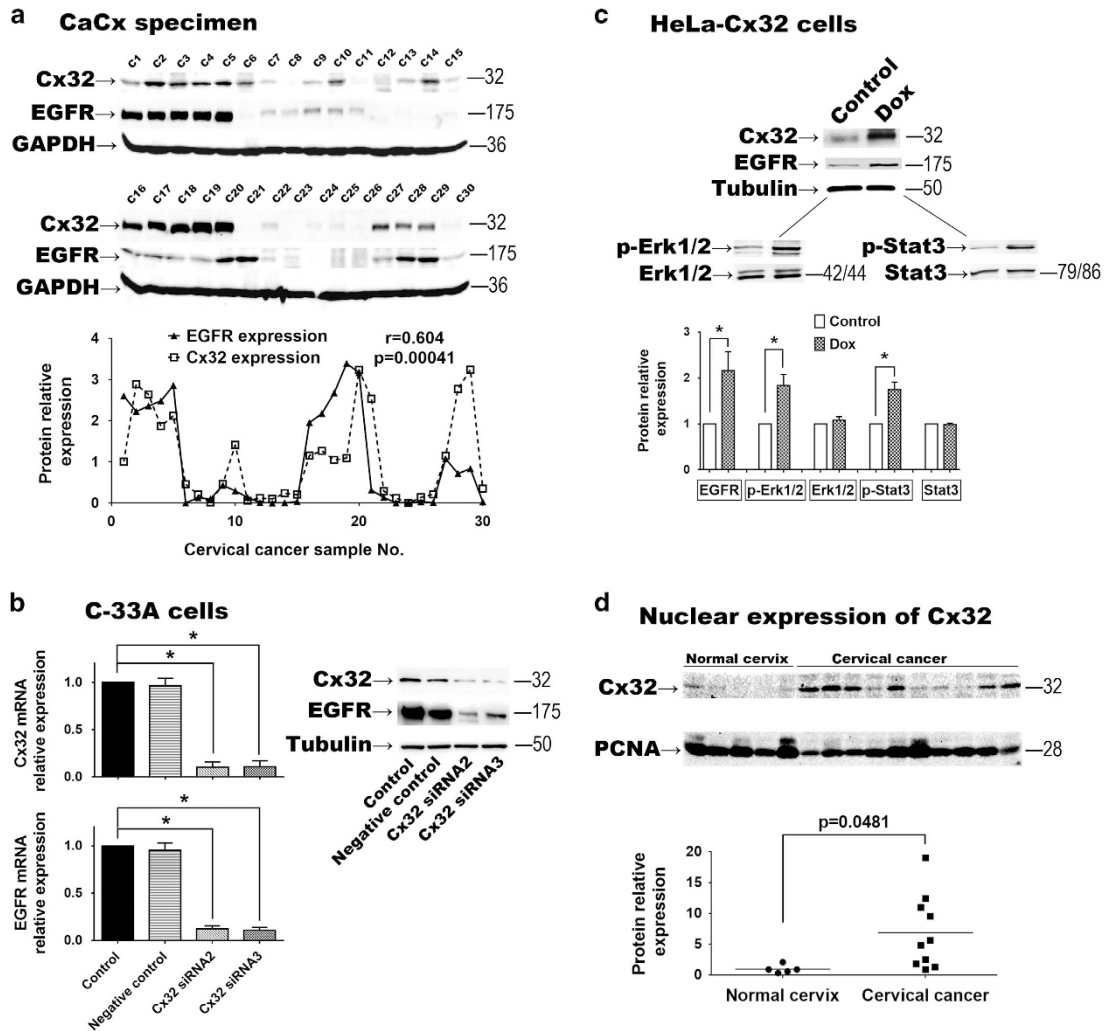 a
CaCx specimen
C1 C2 C3 C4 C5 C6 C7 C8 C9 C10 C11 C12 C13 C14 C15
Cx32→ —32
EGFR→ —175
GAPDH→ —36
C16 C17 C18 C19 C20 C21 C22 C23 C24 C25 C26 C27 C28 C29 C30
Cx32→ —32
EGFR→ —175
GAPDH→ —36
EGFR expression
Cx32 expression
r=0.604
p=0.00041
Protein relative
expression
4
3
2
1
0
0 10 20 30
Cervical cancer sample No.
b
C-33A cells
*
*
Cx32 mRNA
relative expression
1.0
0.5
0.0
*
*
EGFR mRNA
relative expression
1.0
0.5
0.0
Control
Negative control
Cx32 siRNA2
Cx32 siRNA3
Cx32→ —32
EGFR→ —175
Tubulin→ —50
Control
Negative control
Cx32 siRNA2
Cx32 siRNA3
c
HeLa-Cx32 cells
Control
Dox
Cx32→ —32
EGFR→ —175
Tubulin→ —50
p-Erk1/2→
Erk1/2→ —42/44
p-Stat3→
Stat3→ —79/86
Control
Dox
Protein relative
expression
3
2
1
0
* * *
EGFR p-Erk1/2 Erk1/2 p-Stat3 Stat3
d
Nuclear expression of Cx32
Normal cervix Cervical cancer
Cx32→ —32
PCNA→ —28
p=0.0481
Protein relative
expression
20
15
10
5
0
Normal cervix Cervical cancer